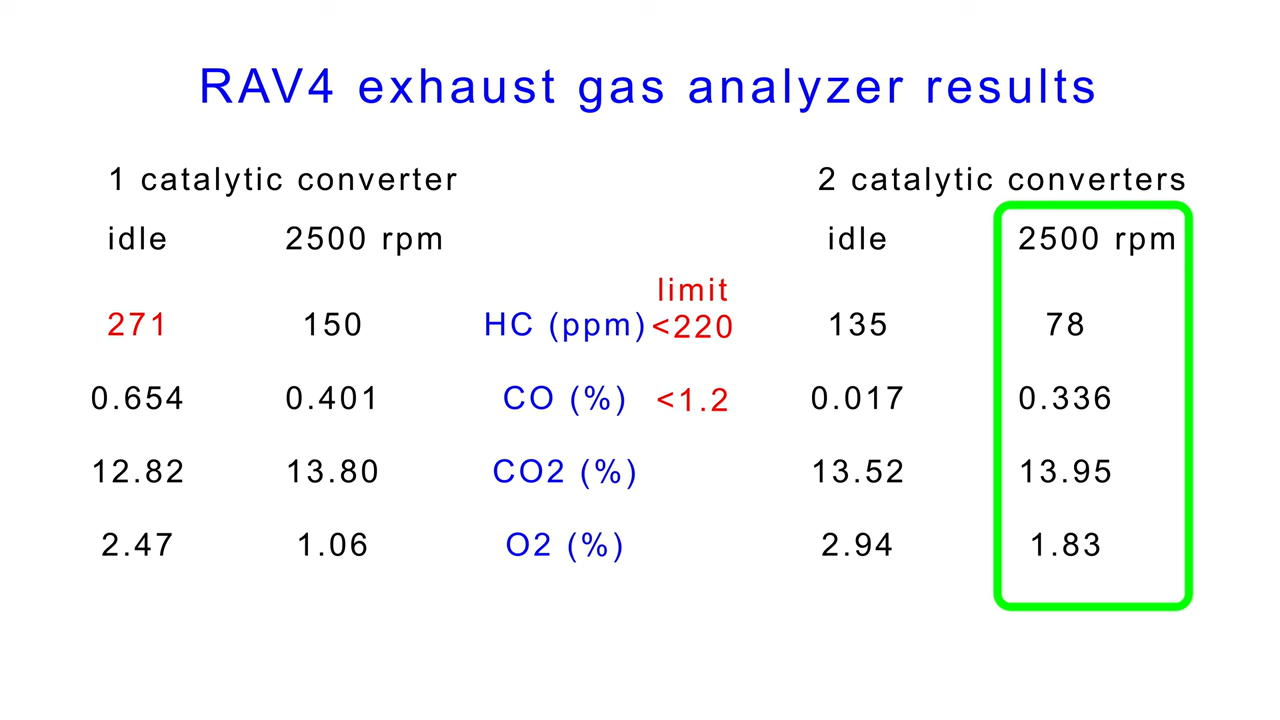 RAV4 exhaust gas analyzer results
1 catalytic converter 2 catalytic converters
idle 2500 rpm idle 2500 rpm
limit
271 150 HC (ppm) <220 135 78
0.654 0.401 CO (%) <1.2 0.017 0.336
12.82 13.80 CO2 (%) 13.52 13.95
2.47 1.06 O2 (%) 2.94 1.83